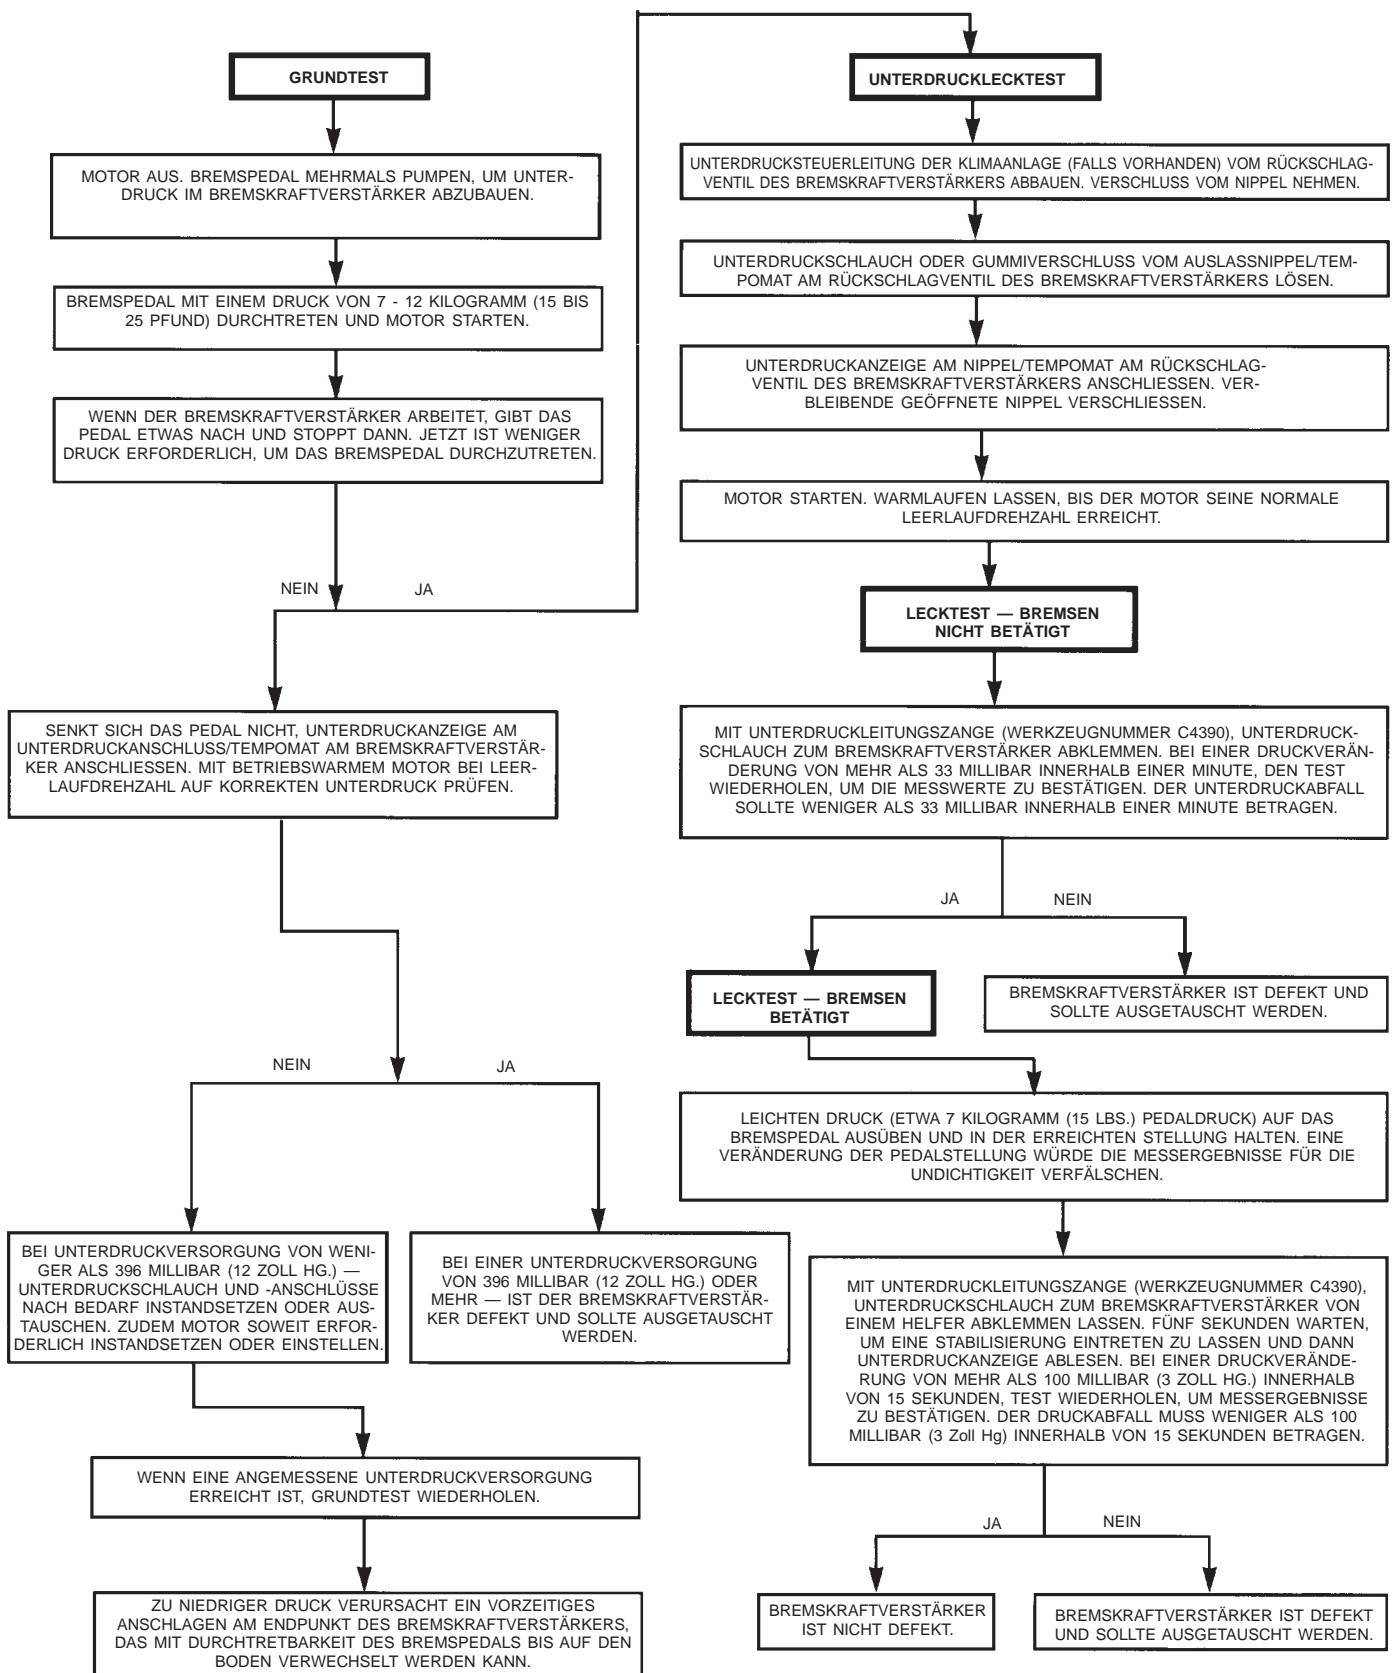 GRUNDTEST
MOTOR AUS. BREMSPEDAL MEHRMALS PUMPEN, UM UNTER-
DRUCK IM BREMSKRAFTVERSTÄRKER ABZUBAUEN.
BREMSPEDAL MIT EINEM DRUCK VON 7 - 12 KILOGRAMM (15 BIS
25 PFUND) DURCHTRETEN UND MOTOR STARTEN.
WENN DER BREMSKRAFTVERSTÄRKER ARBEITET, GIBT DAS
PEDAL ETWAS NACH UND STOPPT DANN. JETZT IST WENIGER
DRUCK ERFORDERLICH, UM DAS BREMSPEDAL DURCHZUTRETEN.
NEIN
JA
SENKT SICH DAS PEDAL NICHT, UNTERDRUCKANZEIGE AM
UNTERDRUCKANSCHLUSS/TEMPOMAT AM BREMSKRAFTVERSTÄR-
KER ANSCHLIESSEN. MIT BETRIEBSWARMEM MOTOR BEI LEER-
LAUFDREHZAHL AUF KORREKTEN UNTERDRUCK PRÜFEN.
NEIN
JA
BEI UNTERDRUCKVERSORGUNG VON WENI-
GER ALS 396 MILLIBAR (12 ZOLL HG.) —
UNTERDRUCKSCHLAUCH UND -ANSCHLÜSSE
NACH BEDARF INSTANDSETZEN ODER AUS-
TAUSCHEN. ZUDEM MOTOR SOWEIT ERFOR-
DERLICH INSTANDSETZEN ODER EINSTELLEN.
BEI EINER UNTERDRUCKVERSORGUNG
VON 396 MILLIBAR (12 ZOLL HG.) ODER
MEHR — IST DER BREMSKRAFTVERSTÄR-
KER DEFEKT UND SOLLTE AUSGETAUSCHT
WERDEN.
WENN EINE ANGEMESSENE UNTERDRUCKVERSORGUNG
ERREICHT IST, GRUNDTEST WIEDERHOLEN.
ZU NIEDRIGER DRUCK VERURSACHT EIN VORZEITIGES
ANSCHLAGEN AM ENDPUNKT DES BREMSKRAFTVERSTÄRKERS,
DAS MIT DURCHTRETBARKEIT DES BREMSPEDALS BIS AUF DEN
BODEN VERWECHSELT WERDEN KANN.
UNTERDRUCKLECKTEST
UNTERDRUCKSTEUERLEITUNG DER KLIMAANLAGE (FALLS VORHANDEN) VOM RÜCKSCHLAG-
VENTIL DES BREMSKRAFTVERSTÄRKERS ABBAUEN. VERSCHLUSS VOM NIPPEL NEHMEN.
UNTERDRUCKSCHLAUCH ODER GUMMIVERSCHLUSS VOM AUSLASSNIPPEL/TEM-
POMAT AM RÜCKSCHLAGVENTIL DES BREMSKRAFTVERSTÄRKERS LÖSEN.
UNTERDRUCKANZEIGE AM NIPPEL/TEMPOMAT AM RÜCKSCHLAG-
VENTIL DES BREMSKRAFTVERSTÄRKERS ANSCHLIESSEN. VER-
BLEIBENDE GEÖFFNETE NIPPEL VERSCHLIESSEN.
MOTOR STARTEN. WARMLAUFEN LASSEN, BIS DER MOTOR SEINE NORMALE
LEERLAUFDREHZAHL ERREICHT.
LECKTEST — BREMSEN
NICHT BETÄTIGT
MIT UNTERDRUCKLEITUNGSZANGE (WERKZEUGNUMMER C4390), UNTERDRUCK-
SCHLAUCH ZUM BREMSKRAFTVERSTÄRKER ABKLEMMEN. BEI EINER DRUCKVERÄN-
DERUNG VON MEHR ALS 33 MILLIBAR INNERHALB EINER MINUTE, DEN TEST
WIEDERHOLEN, UM DIE MESSWERTE ZU BESTÄTIGEN. DER UNTERDRUCKABFALL
SOLLTE WENIGER ALS 33 MILLIBAR INNERHALB EINER MINUTE BETRAGEN.
JA
NEIN
LECKTEST — BREMSEN
BETÄTIGT
BREMSKRAFTVERSTÄRKER IST DEFEKT UND
SOLLTE AUSGETAUSCHT WERDEN.
LEICHTEN DRUCK (ETWA 7 KILOGRAMM (15 LBS.) PEDALDRUCK) AUF DAS
BREMSPEDAL AUSÜBEN UND IN DER ERREICHTEN STELLUNG HALTEN. EINE
VERÄNDERUNG DER PEDALSTELLUNG WÜRDE DIE MESSERGEBNISSE FÜR DIE
UNDICHTIGKEIT VERFÄLSCHEN.
MIT UNTERDRUCKLEITUNGSZANGE (WERKZEUGNUMMER C4390),
UNTERDRUCKSCHLAUCH ZUM BREMSKRAFTVERSTÄRKER VON
EINEM HELFER ABKLEMMEN LASSEN. FÜNF SEKUNDEN WARTEN,
UM EINE STABILISIERUNG EINTRETEN ZU LASSEN UND DANN
UNTERDRUCKANZEIGE ABLESEN. BEI EINER DRUCKVERÄNDE-
RUNG VON MEHR ALS 100 MILLIBAR (3 ZOLL HG.) INNERHALB
VON 15 SEKUNDEN, TEST WIEDERHOLEN, UM MESSERGEBNISSE
ZU BESTÄTIGEN. DER DRUCKABFALL MUSS WENIGER ALS 100
MILLIBAR (3 Zoll Hg) INNERHALB VON 15 SEKUNDEN BETRAGEN.
JA
NEIN
BREMSKRAFTVERSTÄRKER
IST NICHT DEFEKT.
BREMSKRAFTVERSTÄRKER IST DEFEKT
UND SOLLTE AUSGETAUSCHT WERDEN.